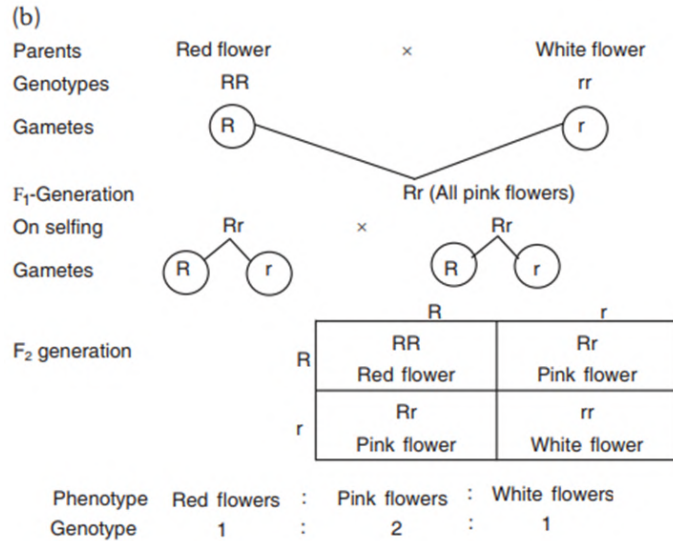 (b)
Parents Red flower × White flower
Genotypes RR rr
Gametes R r
F₁-Generation Rr (All pink flowers)
On selfing Rr × Rr
Gametes R r R r
R r
F₂ generation R RR Rr
Red flower Pink flower
r Rr rr
Pink flower White flower
Phenotype Red flowers : Pink flowers : White flowers
Genotype 1 : 2 : 1